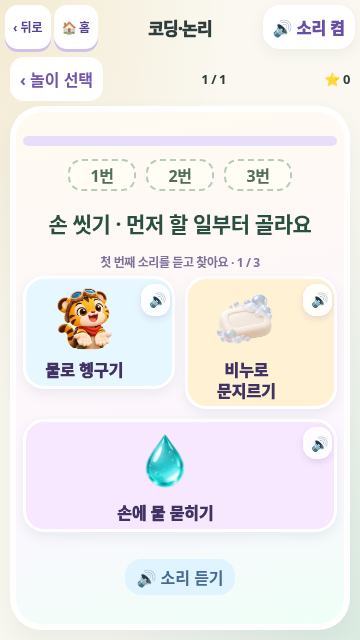 ‹ 뒤로
🏠 홈
코딩·논리
🔊 소리 켬
‹ 놀이 선택
1 / 1
⭐ 0
1번
2번
3번
손 씻기 · 먼저 할 일부터 골라요
첫 번째 소리를 듣고 찾아요 · 1 / 3
물로 헹구기
비누로
문지르기
손에 물 묻히기
🔊 소리 듣기